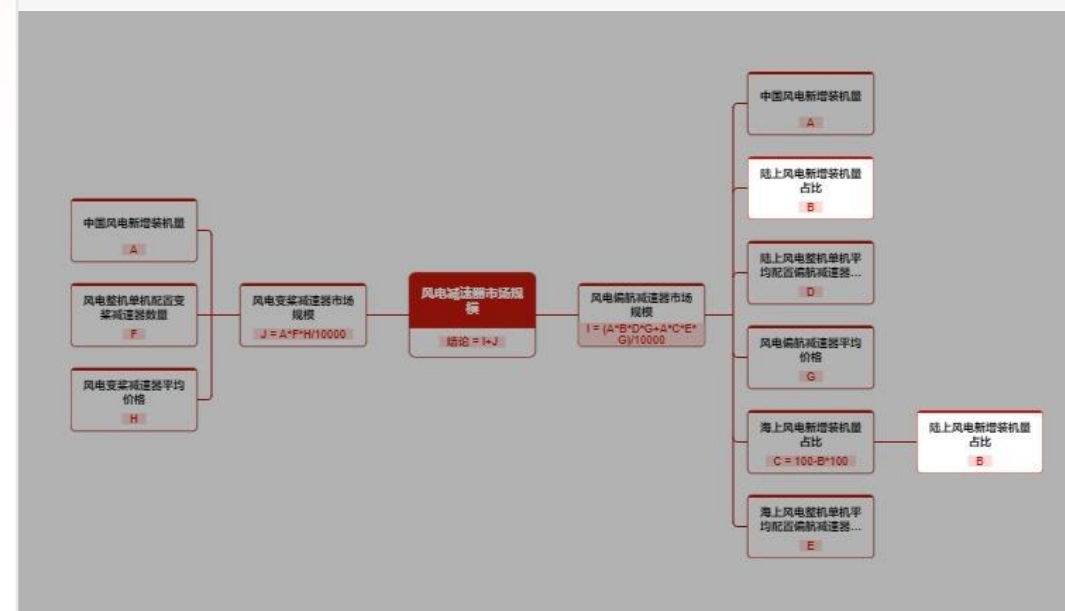 中国风电新增装机量
A
风电整机单机配置变
桨减速器数量
F
风电变桨减速器平均
价格
H
风电变桨减速器市场
规模
J = A*F*H/10000
风电减速器市场规
模
结论 = I+J
风电偏航减速器市场
规模
I = (A*B*D*G+A*C*E*
G)/10000
中国风电新增装机量
A
陆上风电新增装机量
占比
B
陆上风电整机单机平
均配置偏航减速器...
D
风电偏航减速器平均
价格
G
海上风电新增装机量
占比
C = 100-B*100
海上风电整机单机平
均配置偏航减速器...
E
陆上风电新增装机量
占比
B